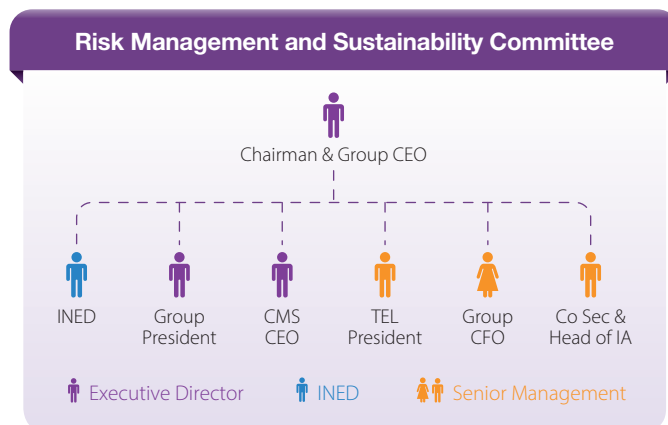 Risk Management and Sustainability Committee
Chairman & Group CEO
INED
Group
President
CMS
CEO
TEL
President
Group
CFO
Co Sec &
Head of IA
Executive Director
INED
Senior Management